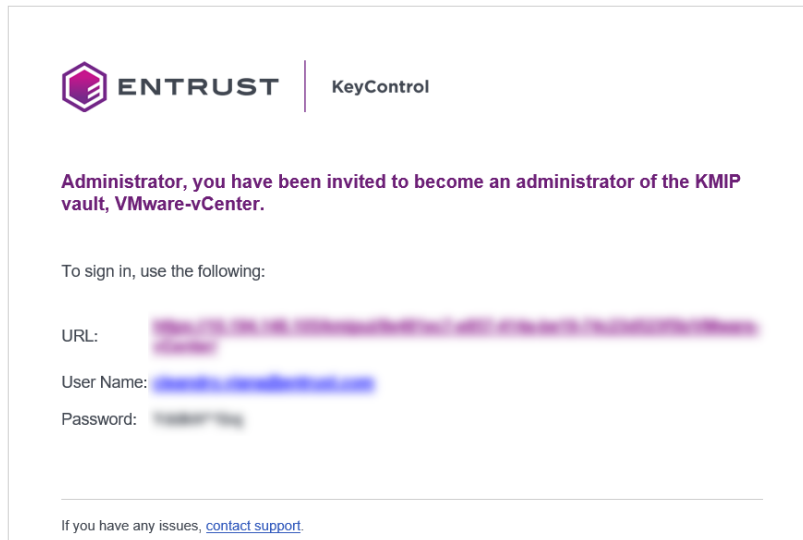 ENTRUST
KeyControl
Administrator, you have been invited to become an administrator of the KMIP
vault, VMware-vCenter.
To sign in, use the following:
URL:
User Name:
Password:
If you have any issues, contact support.